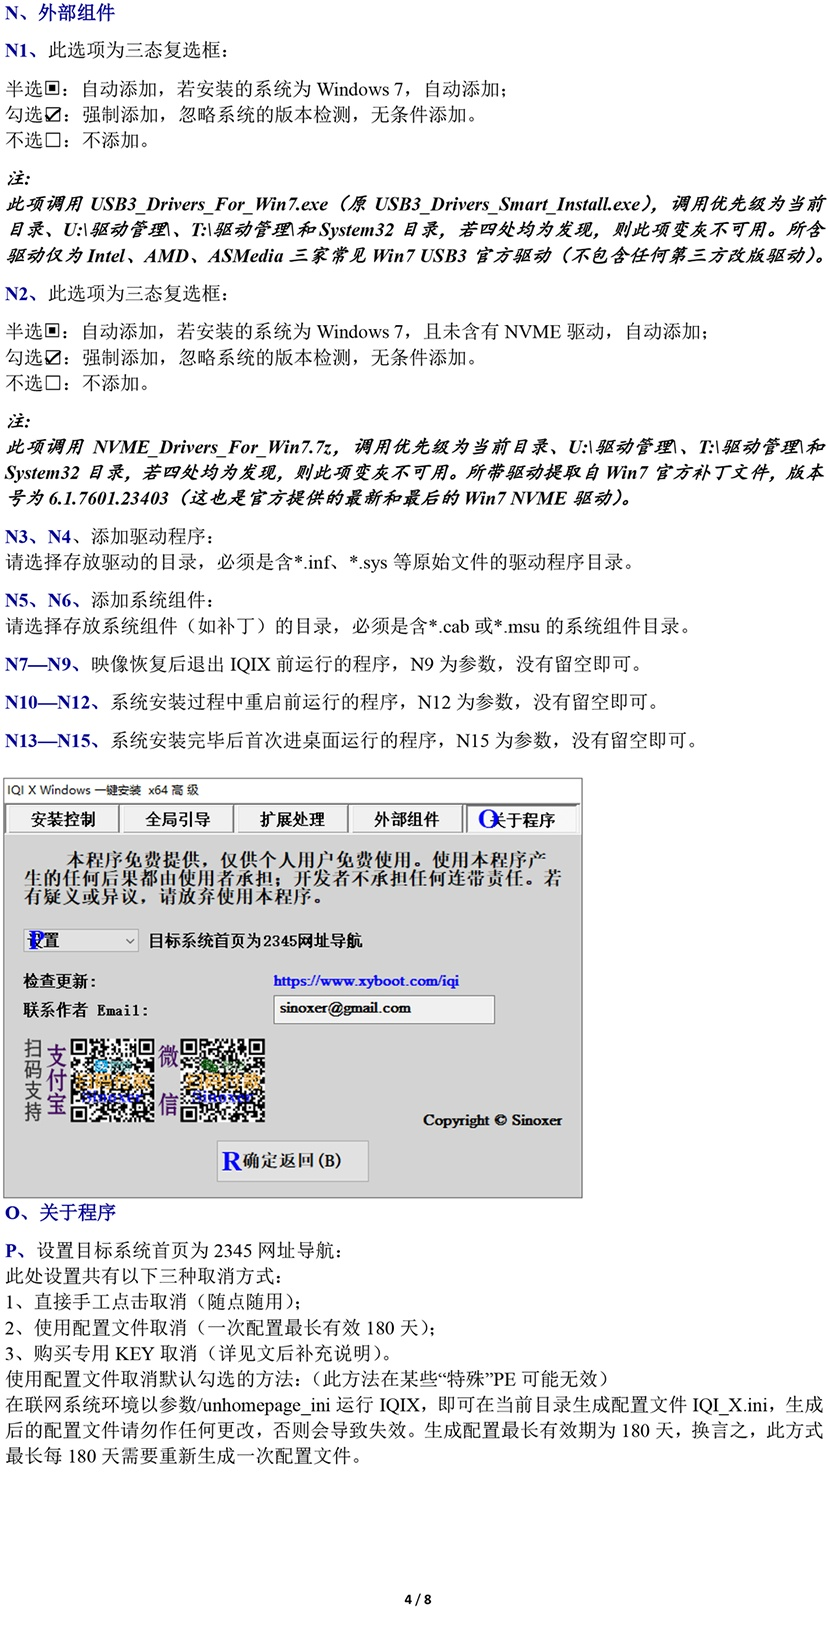 N、外部组件
N1、此选项为三态复选框：
半选▣：自动添加，若安装的系统为 Windows 7，自动添加；
勾选☑：强制添加，忽略系统的版本检测，无条件添加。
不选☐：不添加。
注:
此项调用 USB3_Drivers_For_Win7.exe（原 USB3_Drivers_Smart_Install.exe），调用优先级为当前
目录、U:\驱动管理\、T:\驱动管理\和 System32 目录，若四处均为发现，则此项变灰不可用。所含
驱动仅为 Intel、AMD、ASMedia 三家常见 Win7 USB3 官方驱动（不包含任何第三方改版驱动）。
N2、此选项为三态复选框：
半选▣：自动添加，若安装的系统为 Windows 7，且未含有 NVME 驱动，自动添加；
勾选☑：强制添加，忽略系统的版本检测，无条件添加。
不选☐：不添加。
注:
此项调用 NVME_Drivers_For_Win7.7z，调用优先级为当前目录、U:\驱动管理\、T:\驱动管理\和
System32 目录，若四处均为发现，则此项变灰不可用。所带驱动提取自 Win7 官方补丁文件，版本
号为 6.1.7601.23403（这也是官方提供的最新和最后的 Win7 NVME 驱动）。
N3、N4、添加驱动程序：
请选择存放驱动的目录，必须是含*.inf、*.sys 等原始文件的驱动程序目录。
N5、N6、添加系统组件：
请选择存放系统组件（如补丁）的目录，必须是含*.cab 或*.msu 的系统组件目录。
N7—N9、映像恢复后退出 IQIX 前运行的程序，N9 为参数，没有留空即可。
N10—N12、系统安装过程中重启前运行的程序，N12 为参数，没有留空即可。
N13—N15、系统安装完毕后首次进桌面运行的程序，N15 为参数，没有留空即可。
IQI X Windows 一键安装 x64 高 级
安装控制 全局引导 扩展处理 外部组件 O关于程序
本程序免费提供，仅供个人用户免费使用。使用本程序产
生的任何后果都由使用者承担；开发者不承担任何连带责任。若
有疑义或异议，请放弃使用本程序。
P设置 目标系统首页为2345网址导航
检查更新: https://www.xyboot.com/iqi
联系作者 Email: sinoxer@gmail.com
扫码支持 支付宝 扫码付款 Sinoxer 微信 扫码付款 Sinoxer
Copyright © Sinoxer
R确定返回(B)
O、关于程序
P、设置目标系统首页为 2345 网址导航：
此处设置共有以下三种取消方式：
1、直接手工点击取消（随点随用）；
2、使用配置文件取消（一次配置最长有效 180 天）；
3、购买专用 KEY 取消（详见文后补充说明）。
使用配置文件取消默认勾选的方法：（此方法在某些“特殊”PE 可能无效）
在联网系统环境以参数/unhomepage_ini 运行 IQIX，即可在当前目录生成配置文件 IQI_X.ini，生成
后的配置文件请勿作任何更改，否则会导致失效。生成配置最长有效期为 180 天，换言之，此方式
最长每 180 天需要重新生成一次配置文件。
4 / 8